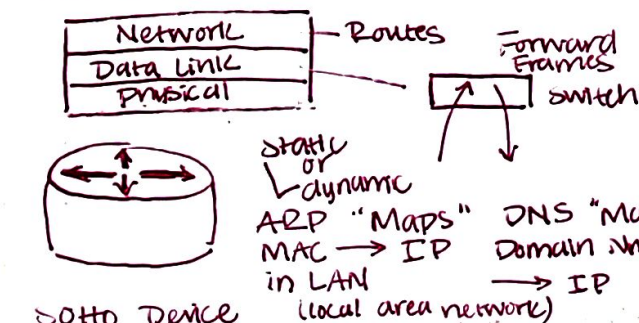 Network
Routes
Data Link
Physical
Forward
Frames
Switch
Static
or
dynamic
ARP "Maps"
MAC → IP
in LAN
(local area network)
DNS "Ma
Domain
→ IP
SOHO Device